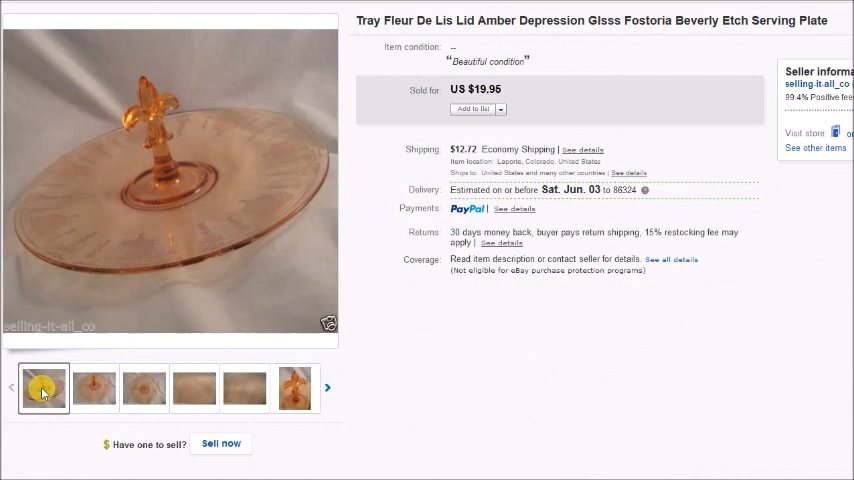 Tray Fleur De Lis Lid Amber Depression Glsss Fostoria Beverly Etch Serving Plate
Item condition: --
“Beautiful condition”
Sold for: US $19.95
Add to list
Shipping: $12.72 Economy Shipping | See details
Item location: Laporte, Colorado, United States
Ships to: United States and many other countries | See details
Delivery: Estimated on or before Sat. Jun. 03 to 86324
Payments: PayPal | See details
Returns: 30 days money back, buyer pays return shipping, 15% restocking fee may
apply | See details
Coverage: Read item description or contact seller for details. See all details
(Not eligible for eBay purchase protection programs)
Seller informa
selling-it-all_co
99.4% Positive fee
Visit store: 
See other items
selling-it-all_co
$ Have one to sell? Sell now